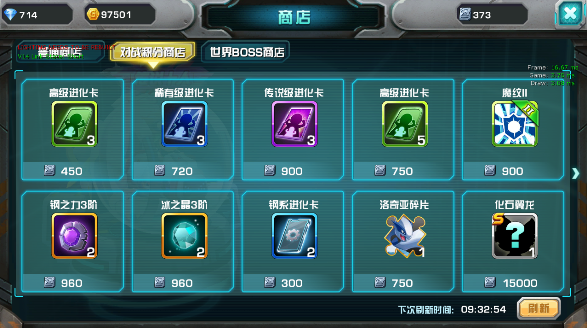 714
97501
商店
373
普通商店
对战积分商店
世界BOSS商店
高级进化卡
稀有级进化卡
传说级进化卡
高级进化卡
魔纹II
3
3
3
5
450
720
900
750
900
钢之力3阶
冰之晶3阶
钢系进化卡
洛奇亚碎片
化石翼龙
2
2
2
1
S
?
1
960
960
300
750
15000
下次刷新时间: 09:32:54
刷新